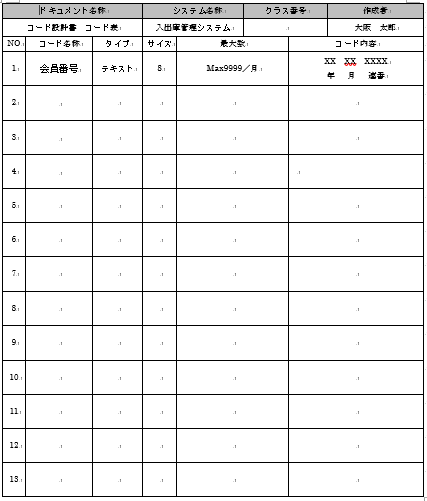 ドキュメント名称 システム名称 クラス番号 作成者
コード設計書 コード表 入出庫管理システム 大阪 太郎
NO. コード名称 タイプ サイズ 最大数 コード内容
1. 会員番号 テキスト 8 Max9999／月 XX XX XXXX
年 月 連番
2.
3.
4.
5.
6.
7.
8.
9.
10.
11.
12.
13.